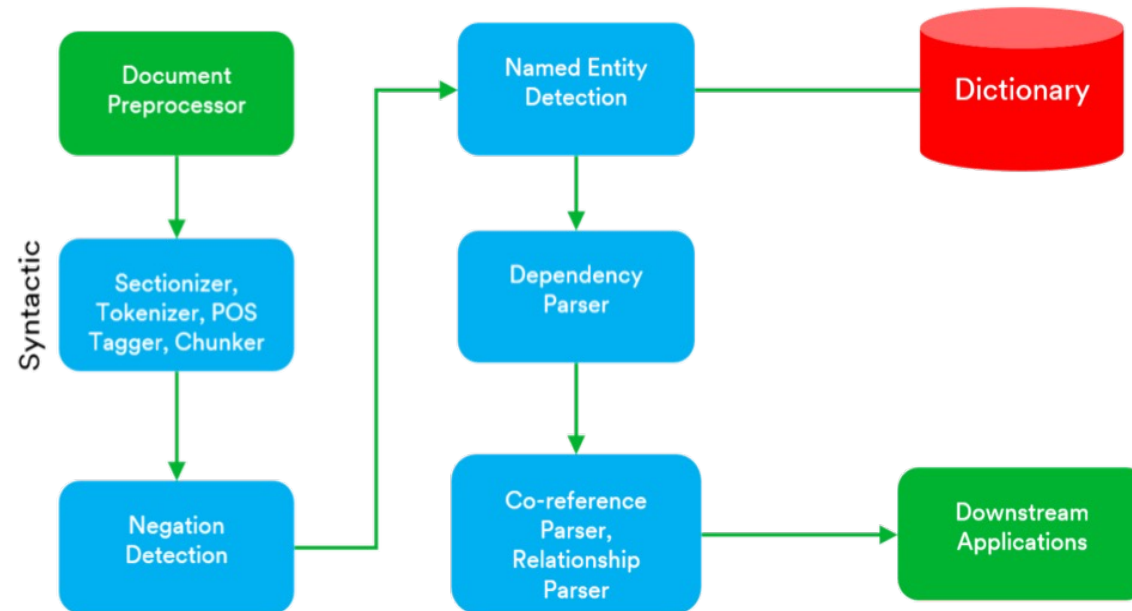 Document
Preprocessor
Syntactic
Sectionizer,
Tokenizer, POS
Tagger, Chunker
Negation
Detection
Named Entity
Detection
Dictionary
Dependency
Parser
Co-reference
Parser,
Relationship
Parser
Downstream
Applications